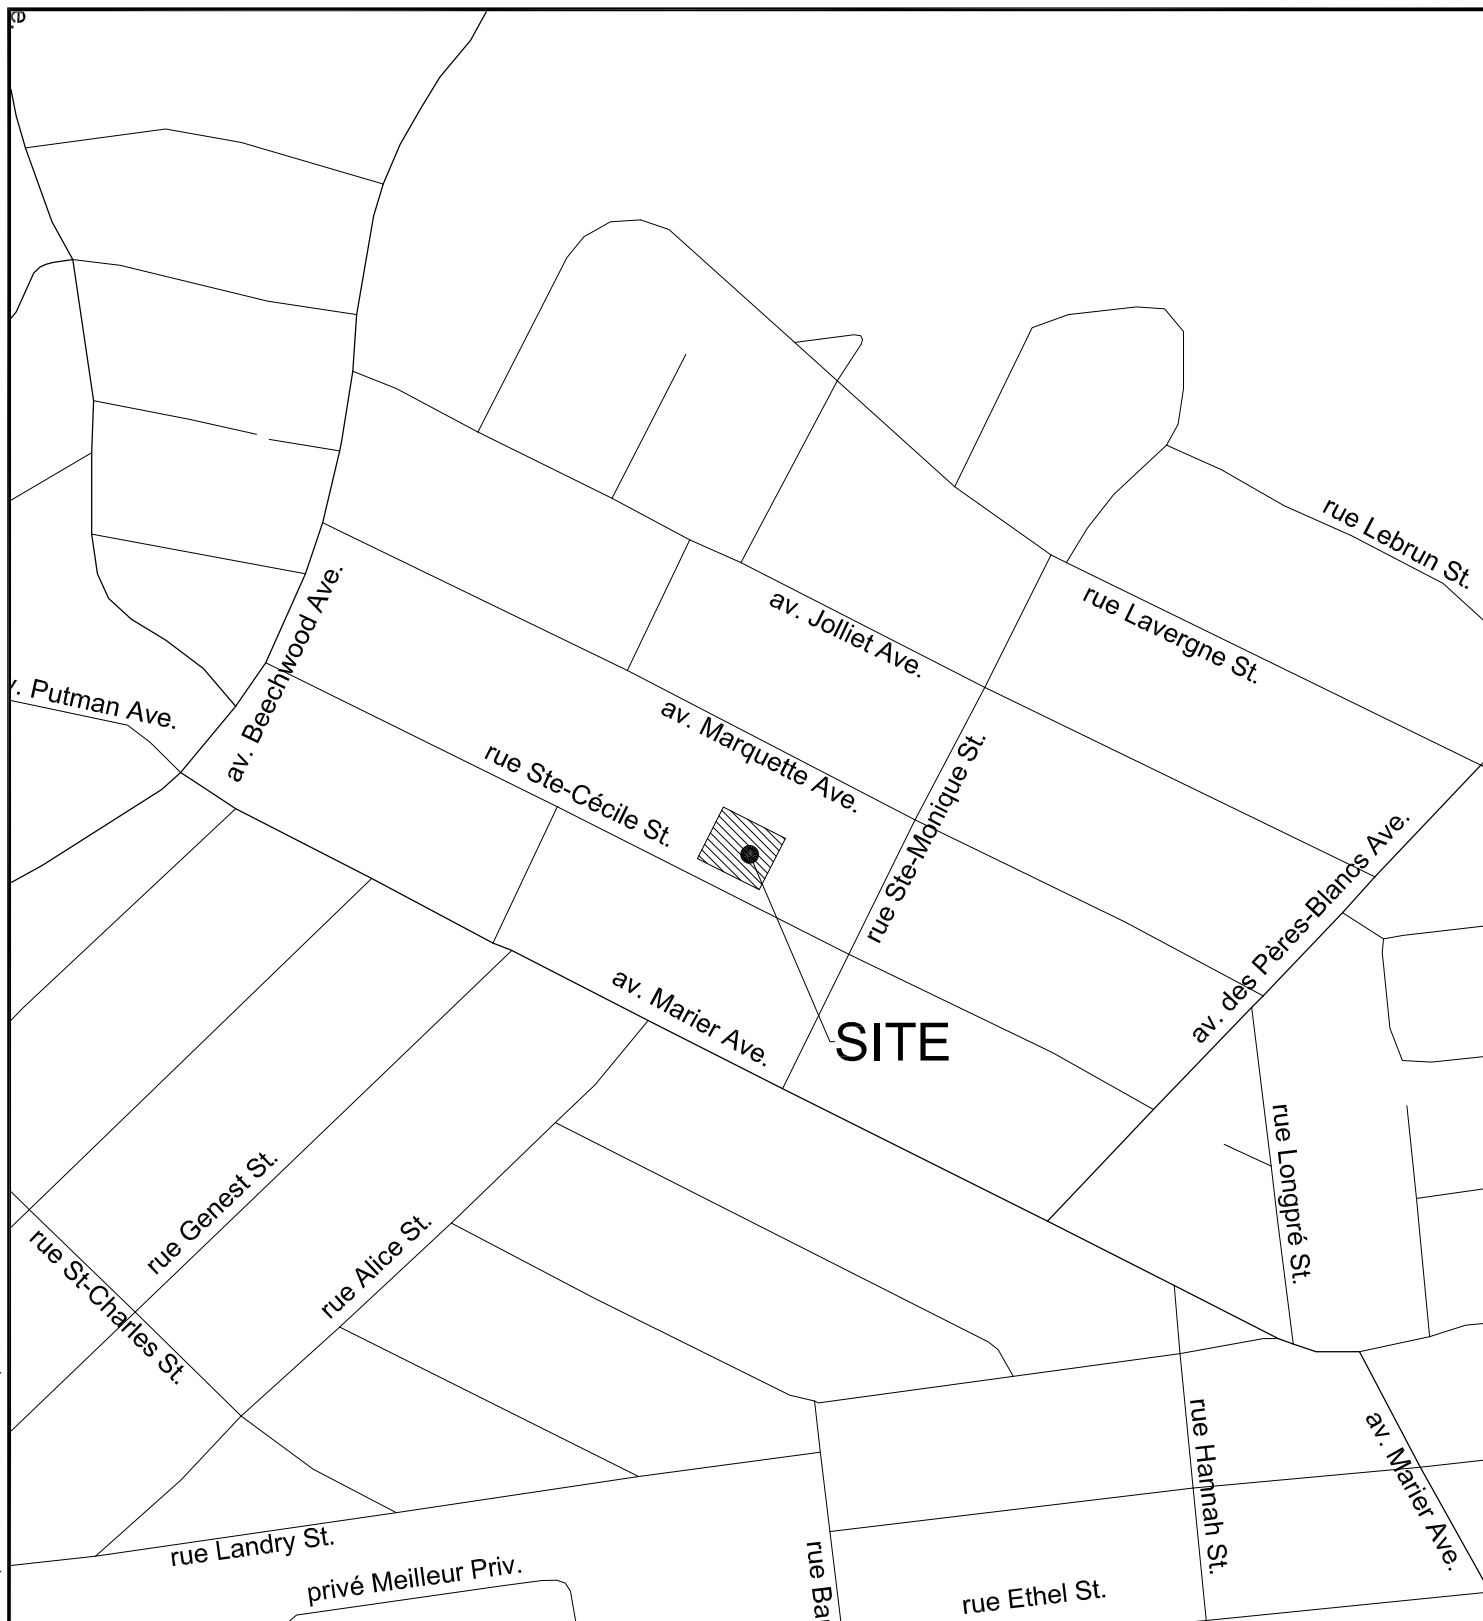 rue Lebrun St.
av. Jolliet Ave.
rue Lavergne St.
av. Beechwood Ave.
Putman Ave.
av. Marquette Ave.
rue Ste-Cécile St.
rue Ste-Monique St.
av. des Pères-Blancs Ave.
av. Marier Ave.
SITE
rue Longpré St.
rue Genest St.
rue Alice St.
rue St-Charles St.
rue Hannah St.
av. Marier Ave.
rue Landry St.
privé Meilleur Priv.
rue
rue Ethel St.